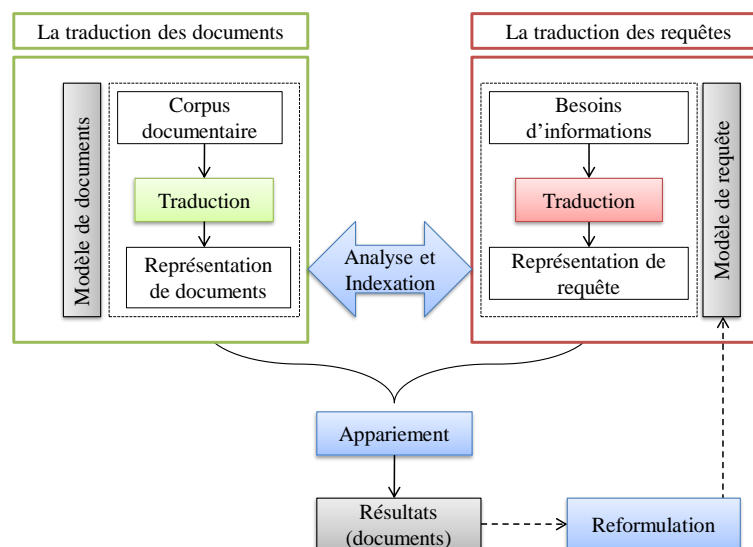 La traduction des documents
La traduction des requêtes
Modèle de documents
Corpus
documentaire
Traduction
Représentation
de documents
Analyse et
Indexation
Besoins
d’informations
Traduction
Représentation de
requête
Modèle de requête
Appariement
Résultats
(documents)
Reformulation